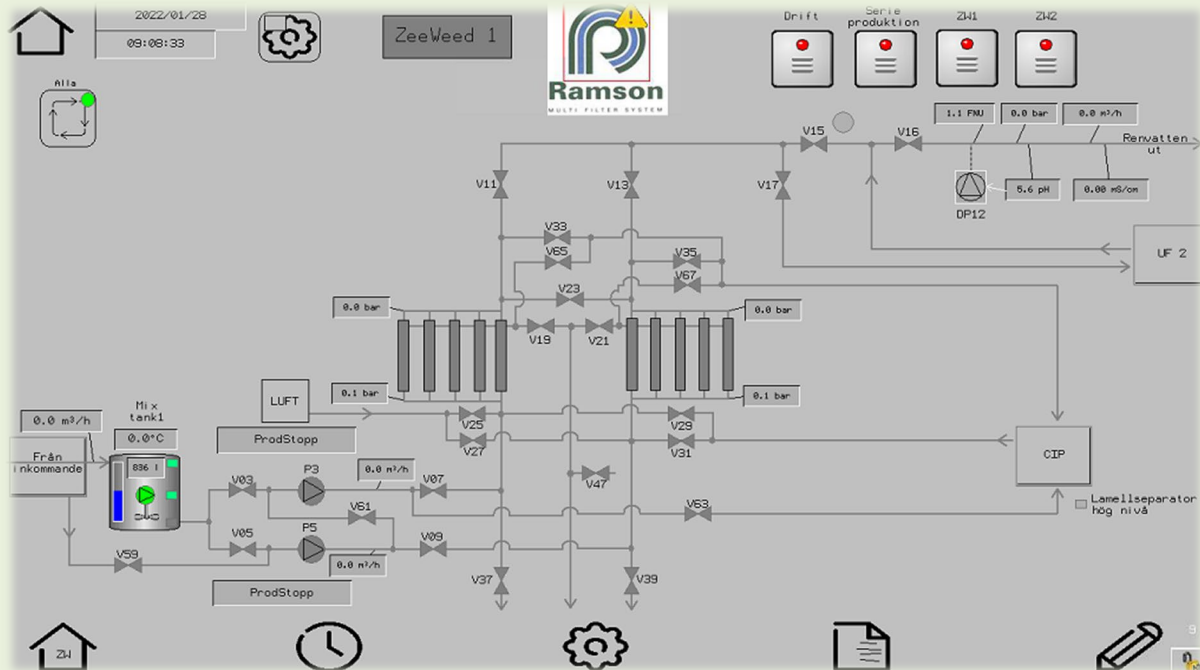 2022/01/28
09:08:33
ZeeWeed 1
Ramson
MULTI FILTER SYSTEM
Drift
Serie
produktion
ZW1
ZW2
Alla
V15
V16
1.1 FNU
0.0 bar
0.0 m³/h
Renvatten
ut
V11
V13
V17
5.6 pH
0.00 mS/cm
DP12
V33
V65
V35
V67
UF 2
V23
0.0 bar
0.0 bar
V19
V21
0.1 bar
0.1 bar
LUFT
V25
V29
Mix
tank1
0.0 m³/h
0.0°C
ProdStopp
V27
V31
CIP
Från
inkommande
836 l
P3
0.0 m³/h
V03
V07
V47
V61
V63
Lamellseparator
hög nivå
V05
P5
V09
V59
0.0 m³/h
V37
V39
ProdStopp
ZW
9